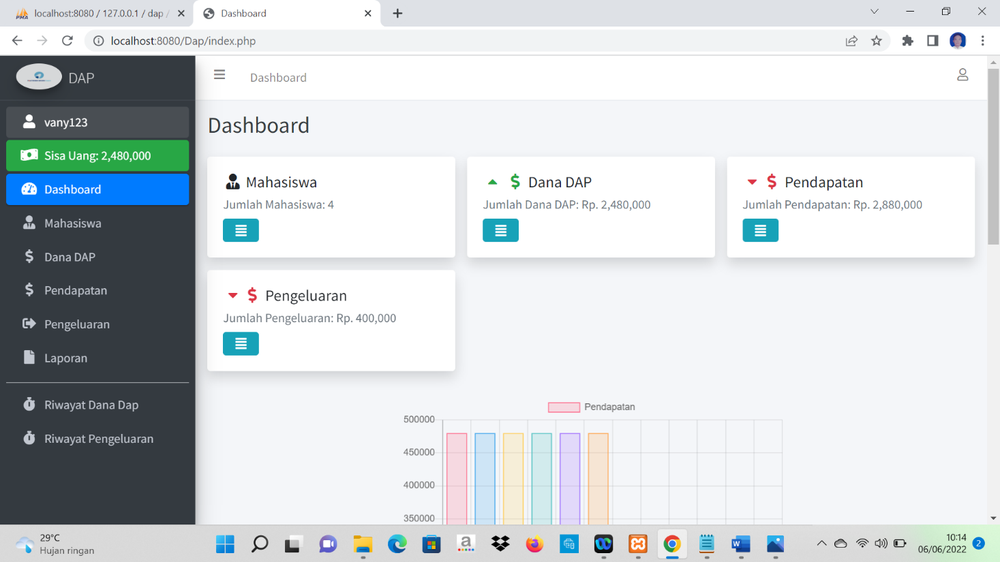 localhost:8080 / 127.0.0.1 / dap /
Dashboard
localhost:8080/Dap/index.php
DAP
Dashboard
vany123
Sisa Uang: 2,480,000
Dashboard
Mahasiswa
Dana DAP
Pendapatan
Pengeluaran
Laporan
Riwayat Dana Dap
Riwayat Pengeluaran
Dashboard
Mahasiswa
Jumlah Mahasiswa: 4
Dana DAP
Jumlah Dana DAP: Rp. 2,480,000
Pendapatan
Jumlah Pendapatan: Rp. 2,880,000
Pengeluaran
Jumlah Pengeluaran: Rp. 400,000
Pendapatan
500000
450000
400000
350000
29°C
Hujan ringan
10:14
06/06/2022
2